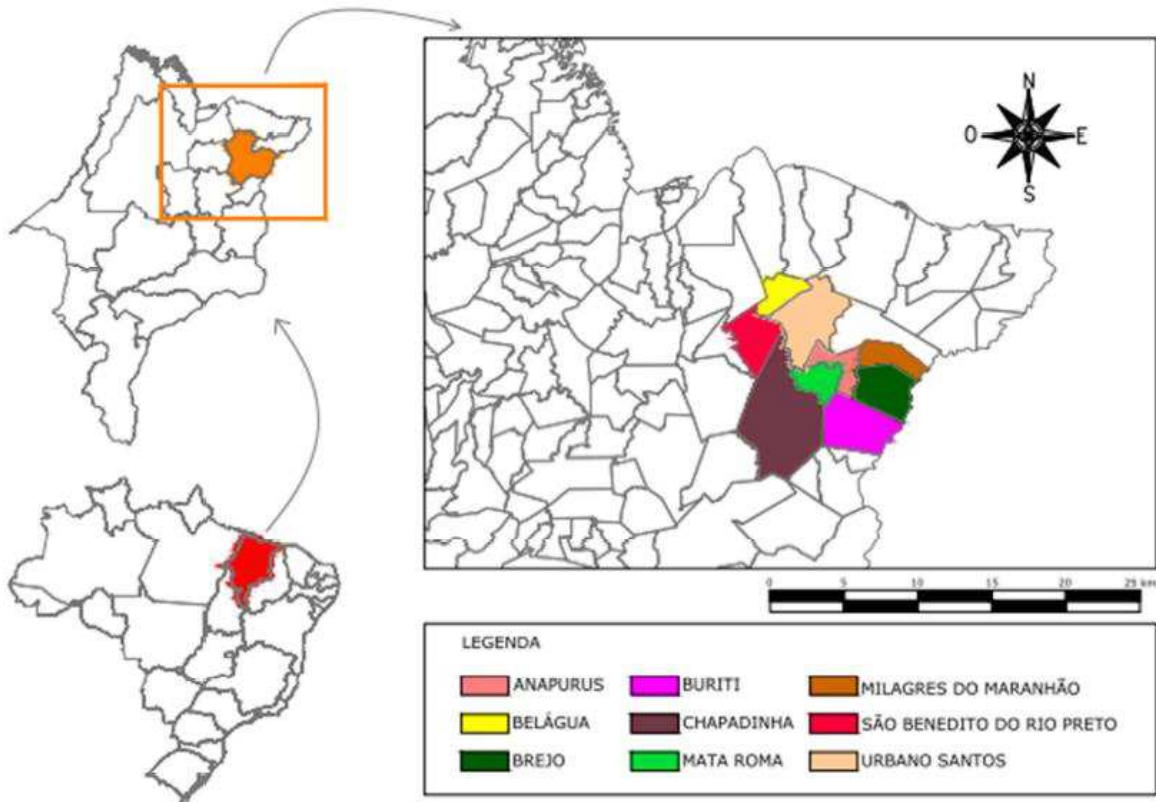 N
O E
S
0 5 10 15 20 25 km
LEGENDA
ANAPURUS BURITI MILAGRES DO MARANHÃO
BELÁGUA CHAPADINHA SÃO BENEDITO DO RIO PRETO
BREJO MATA ROMA URBANO SANTOS